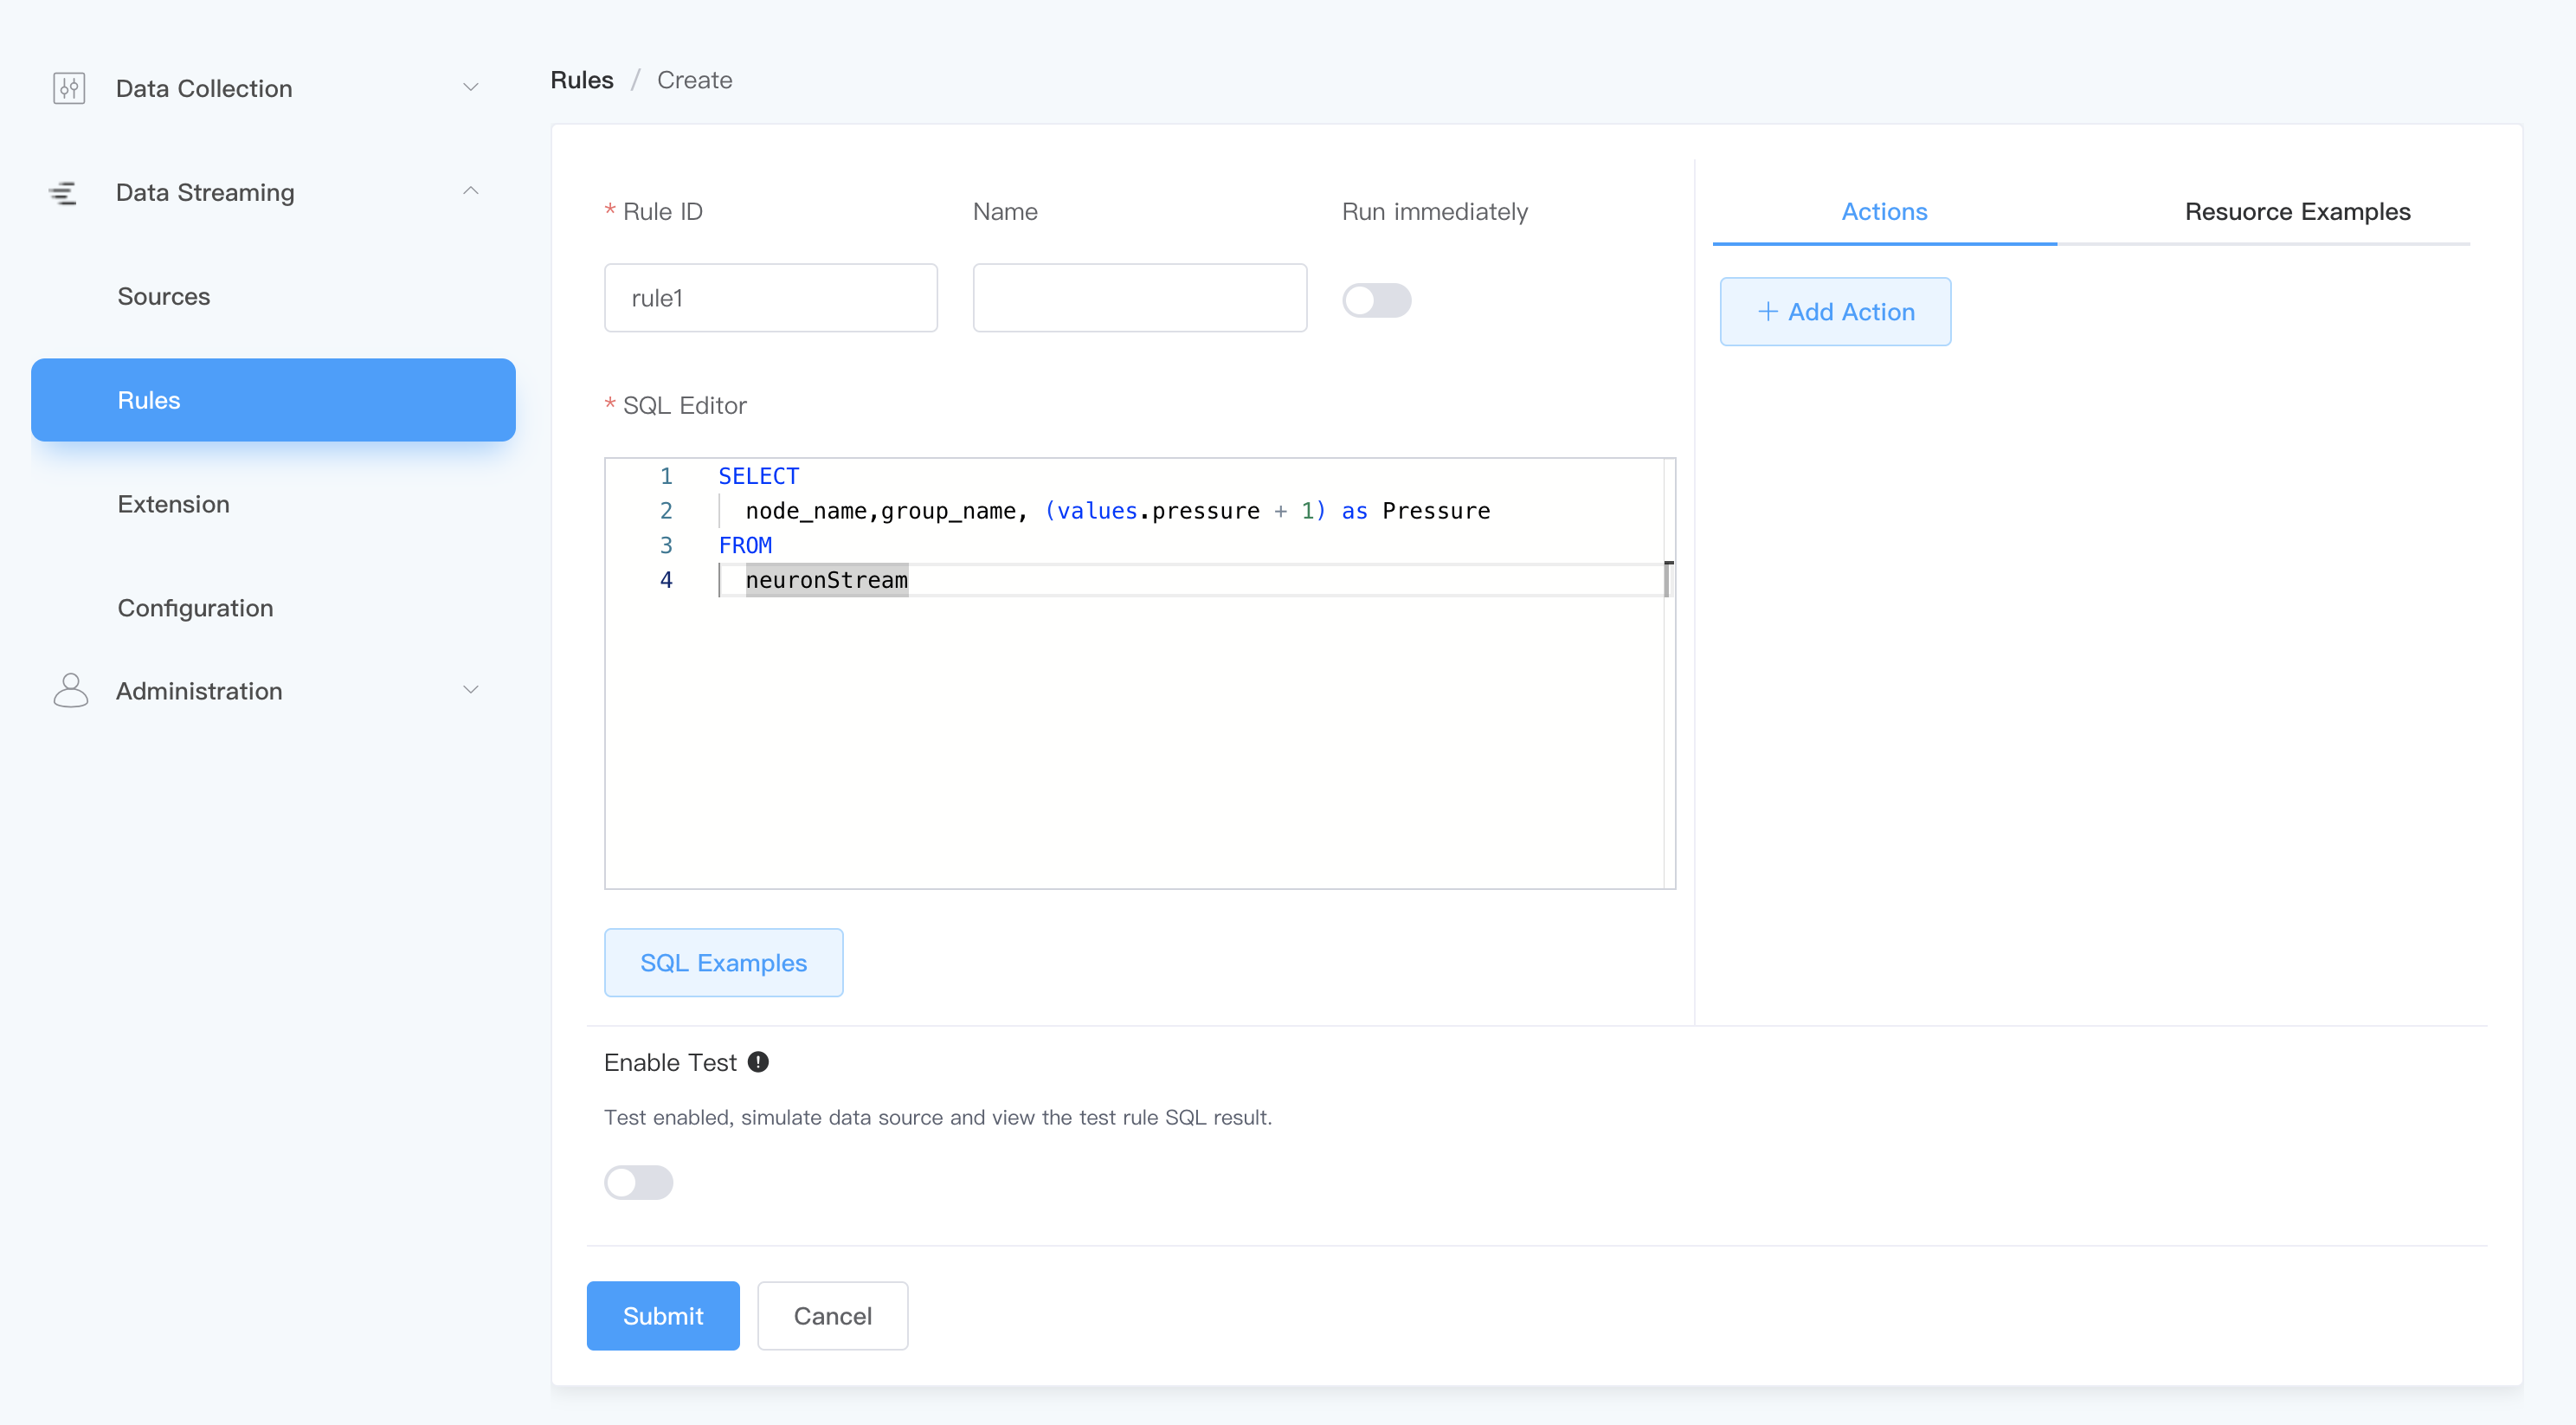 Data Collection
Data Streaming
Sources
Rules
Extension
Configuration
Administration
Rules / Create
* Rule ID
Name
Run immediately
rule1
* SQL Editor
1 SELECT
2 node_name,group_name, (values.pressure + 1) as Pressure
3 FROM
4 neuronStream
SQL Examples
Actions
Resuorce Examples
+ Add Action
Enable Test
Test enabled, simulate data source and view the test rule SQL result.
Submit
Cancel